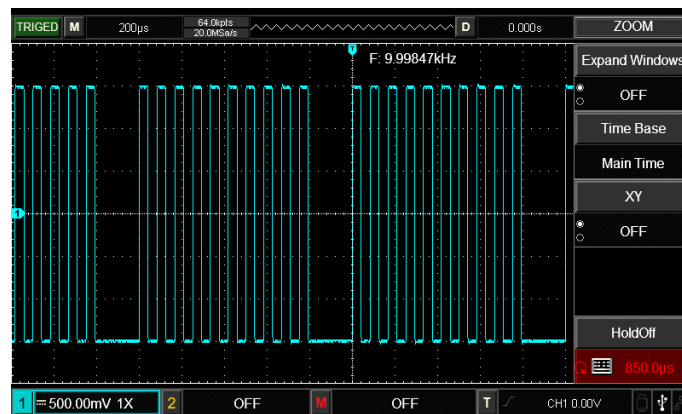 TRIGED M 200µs 64.0kpts D 0.000s ZOOM
20.0MSa/s
F: 9.99847kHz
Expand Windows
OFF
Time Base
Main Time
XY
OFF
HoldOff
850.0µs
1
T
1 500.00mV 1X 2 OFF M OFF T CH1 0.00V